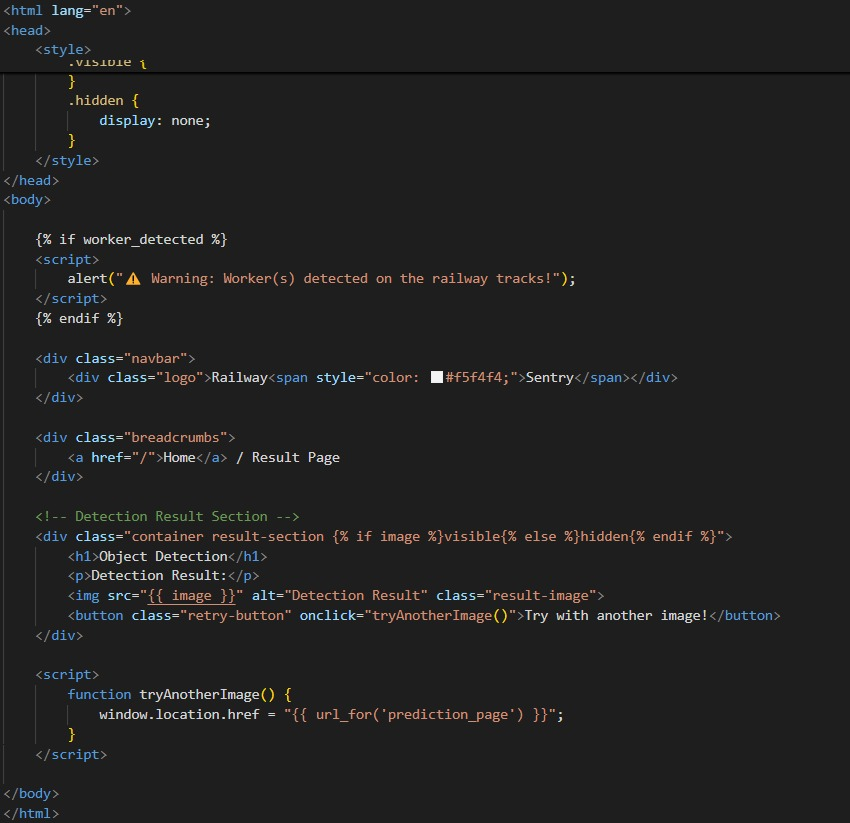 <html lang="en">
<head>
    <style>
        .visible {
        }
        .hidden {
            display: none;
        }
    </style>
</head>
<body>
    {% if worker_detected %}
    <script>
        alert("⚠️ Warning: Worker(s) detected on the railway tracks!");
    </script>
    {% endif %}
    <div class="navbar">
        <div class="logo">Railway<span style="color: #f5f4f4;">Sentry</span></div>
    </div>
    <div class="breadcrumbs">
        <a href="/">Home</a> / Result Page
    </div>
    <!-- Detection Result Section -->
    <div class="container result-section {% if image %}visible{% else %}hidden{% endif %}">
        <h1>Object Detection</h1>
        <p>Detection Result:</p>
        <img src="{{ image }}" alt="Detection Result" class="result-image">
        <button class="retry-button" onclick="tryAnotherImage()">Try with another image!</button>
    </div>
    <script>
        function tryAnotherImage() {
            window.location.href = "{{ url_for('prediction_page') }}";
        }
    </script>
</body>
</html>